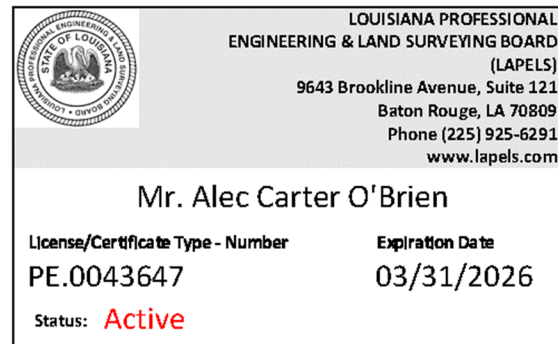 LOUISIANA PROFESSIONAL
ENGINEERING & LAND SURVEYING BOARD
(LAPELS)
9643 Brookline Avenue, Suite 121
Baton Rouge, LA 70809
Phone (225) 925-6291
www.lapels.com
STATE OF LOUISIANA
PROFESSIONAL ENGINEERING & LAND SURVEYING BOARD • LOUISIANA •
Mr. Alec Carter O'Brien
License/Certificate Type - Number
Expiration Date
PE.0043647
03/31/2026
Status: Active